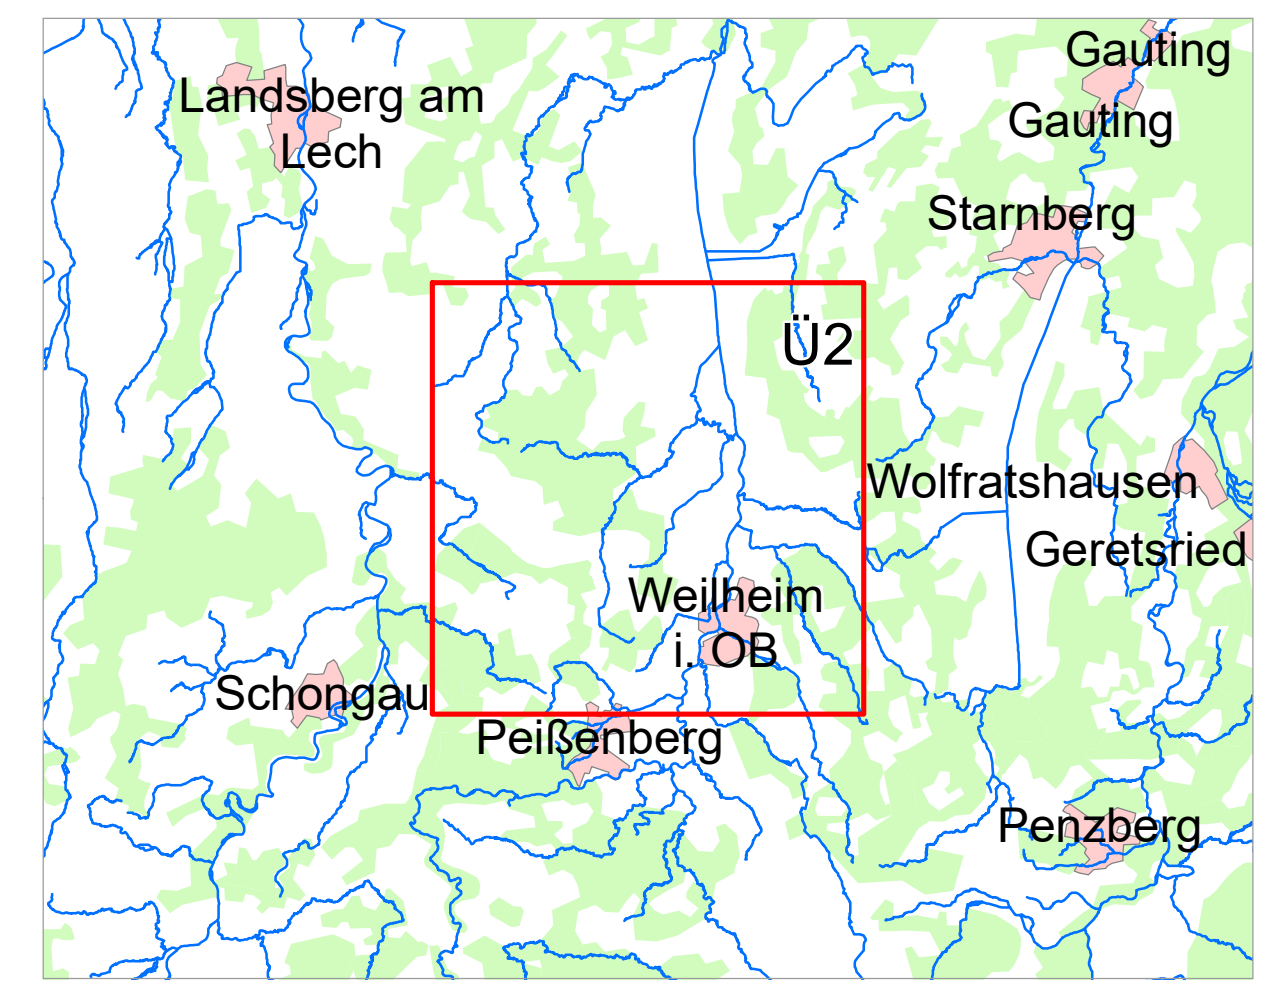 Gauting
Landsberg am
Lech
Gauting
Starnberg
Ü2
Wolfratshausen
Geretsried
Weilheim
i. OB
Schongau
Peißenberg
Penzberg